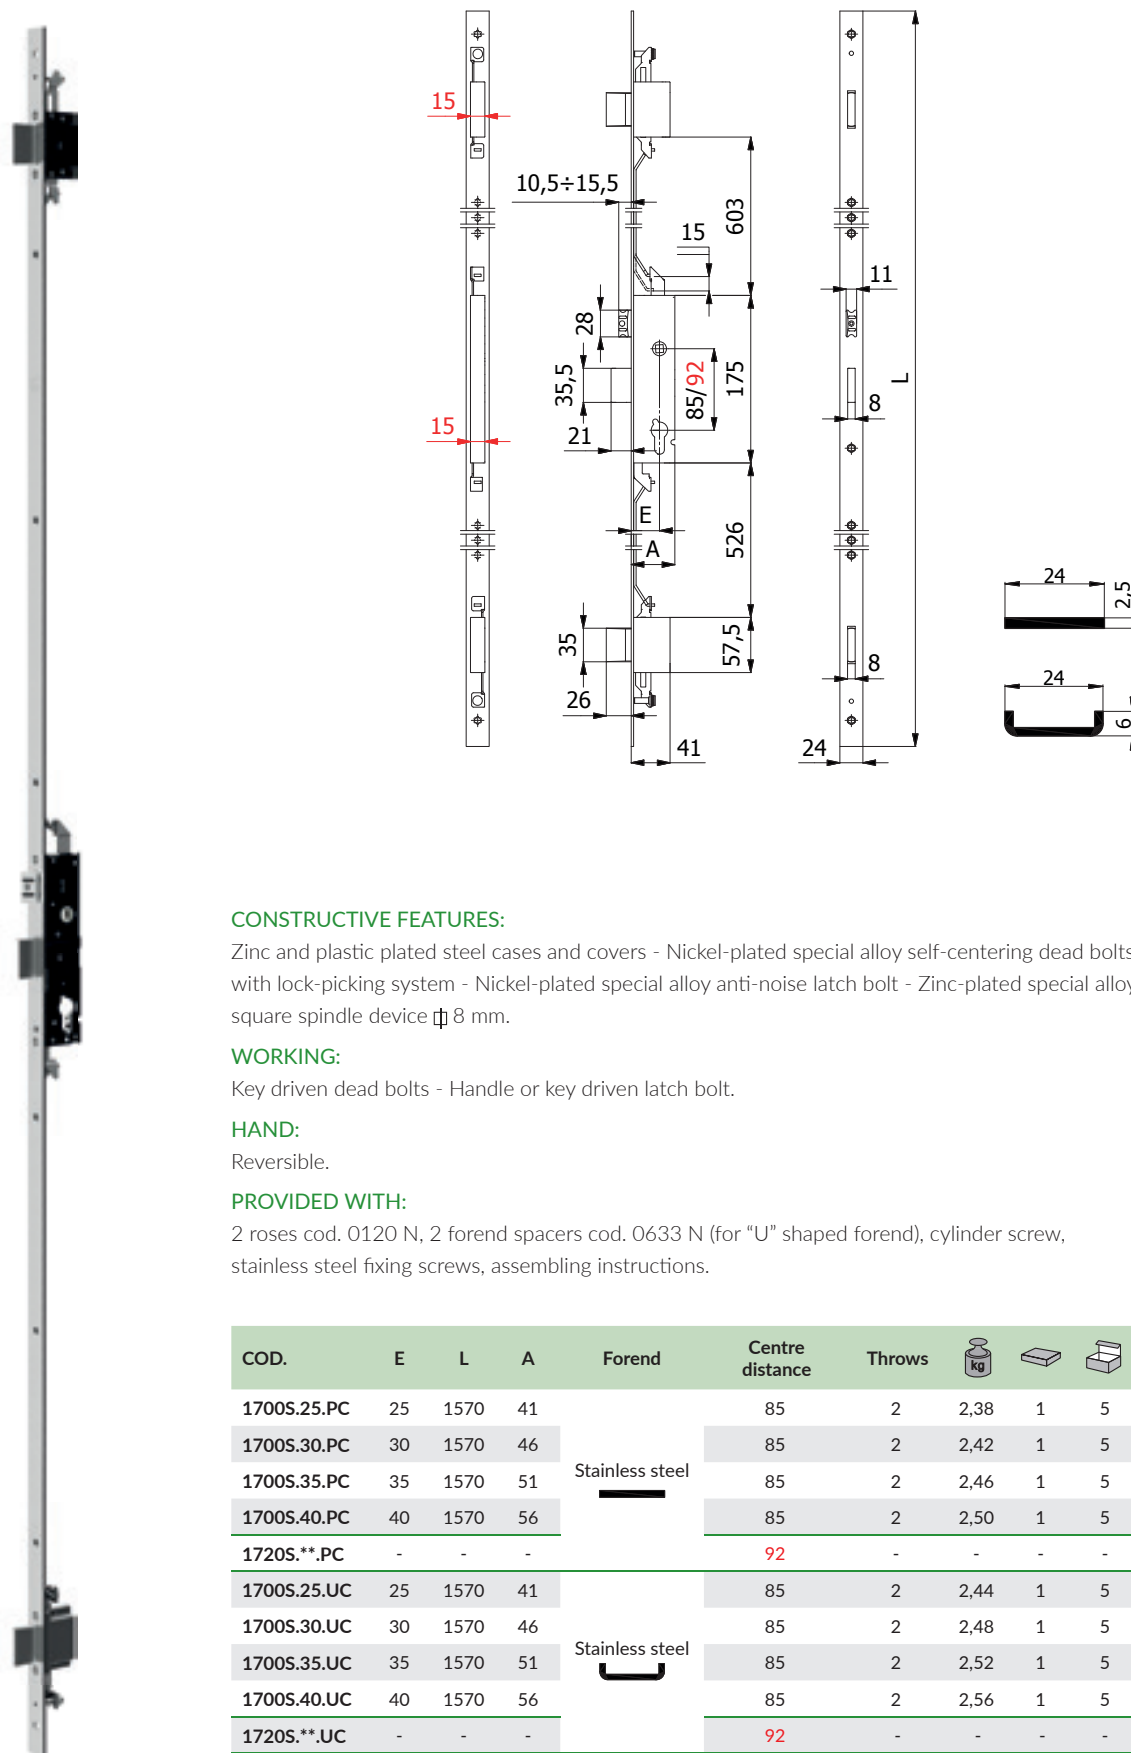 15
10,5÷15,5
603
15
11
28
35,5
85/92
175
L
8
15
21
E
A
526
24
2,5
35
57,5
8
24
26
6
41
24
CONSTRUCTIVE FEATURES:
Zinc and plastic plated steel cases and covers - Nickel-plated special alloy self-centering dead bolts
with lock-picking system - Nickel-plated special alloy anti-noise latch bolt - Zinc-plated special alloy
square spindle device 8 mm.
WORKING:
Key driven dead bolts - Handle or key driven latch bolt.
HAND:
Reversible.
PROVIDED WITH:
2 roses cod. 0120 N, 2 forend spacers cod. 0633 N (for “U” shaped forend), cylinder screw,
stainless steel fixing screws, assembling instructions.
COD. E L A Forend Centre distance Throws kg
1700S.25.PC 25 1570 41 85 2 2,38 1 5
1700S.30.PC 30 1570 46 85 2 2,42 1 5
Stainless steel
1700S.35.PC 35 1570 51 85 2 2,46 1 5
1700S.40.PC 40 1570 56 85 2 2,50 1 5
1720S.**.PC - - - 92 - - - -
1700S.25.UC 25 1570 41 85 2 2,44 1 5
1700S.30.UC 30 1570 46 85 2 2,48 1 5
Stainless steel
1700S.35.UC 35 1570 51 85 2 2,52 1 5
1700S.40.UC 40 1570 56 85 2 2,56 1 5
1720S.**.UC - - - 92 - - - -